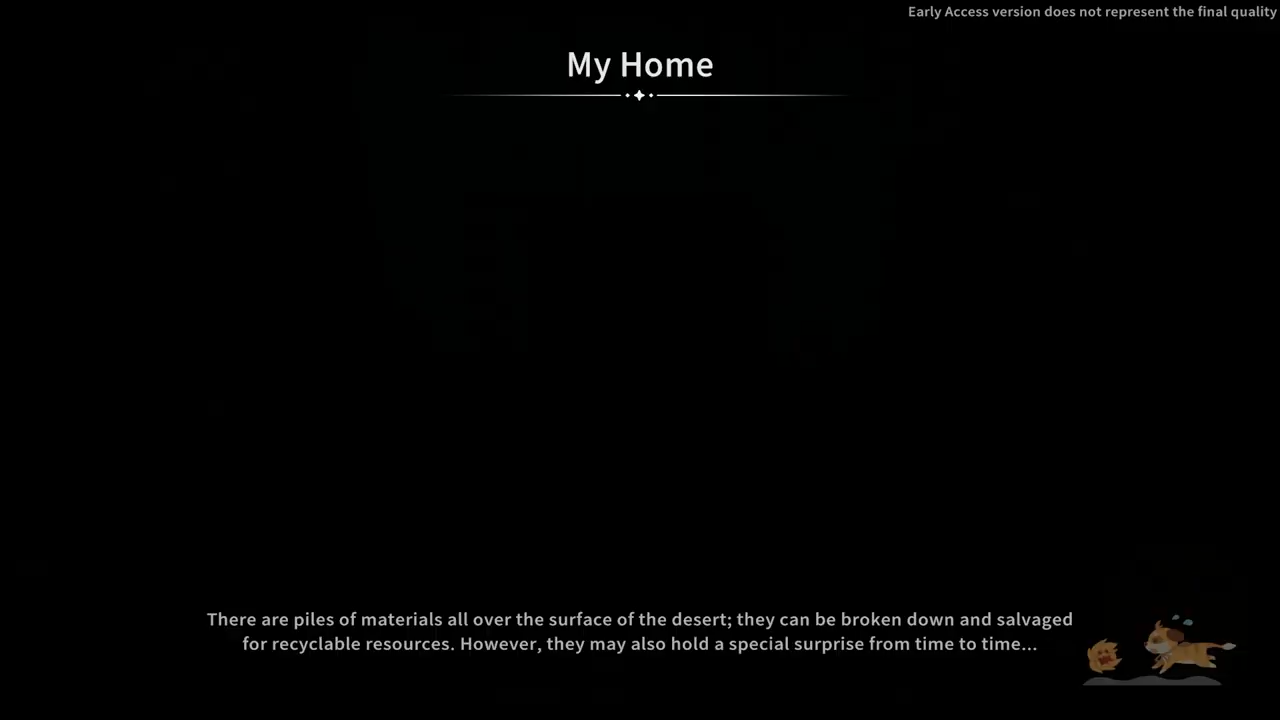 Early Access version does not represent the final quality
My Home
There are piles of materials all over the surface of the desert; they can be broken down and salvaged
for recyclable resources. However, they may also hold a special surprise from time to time...